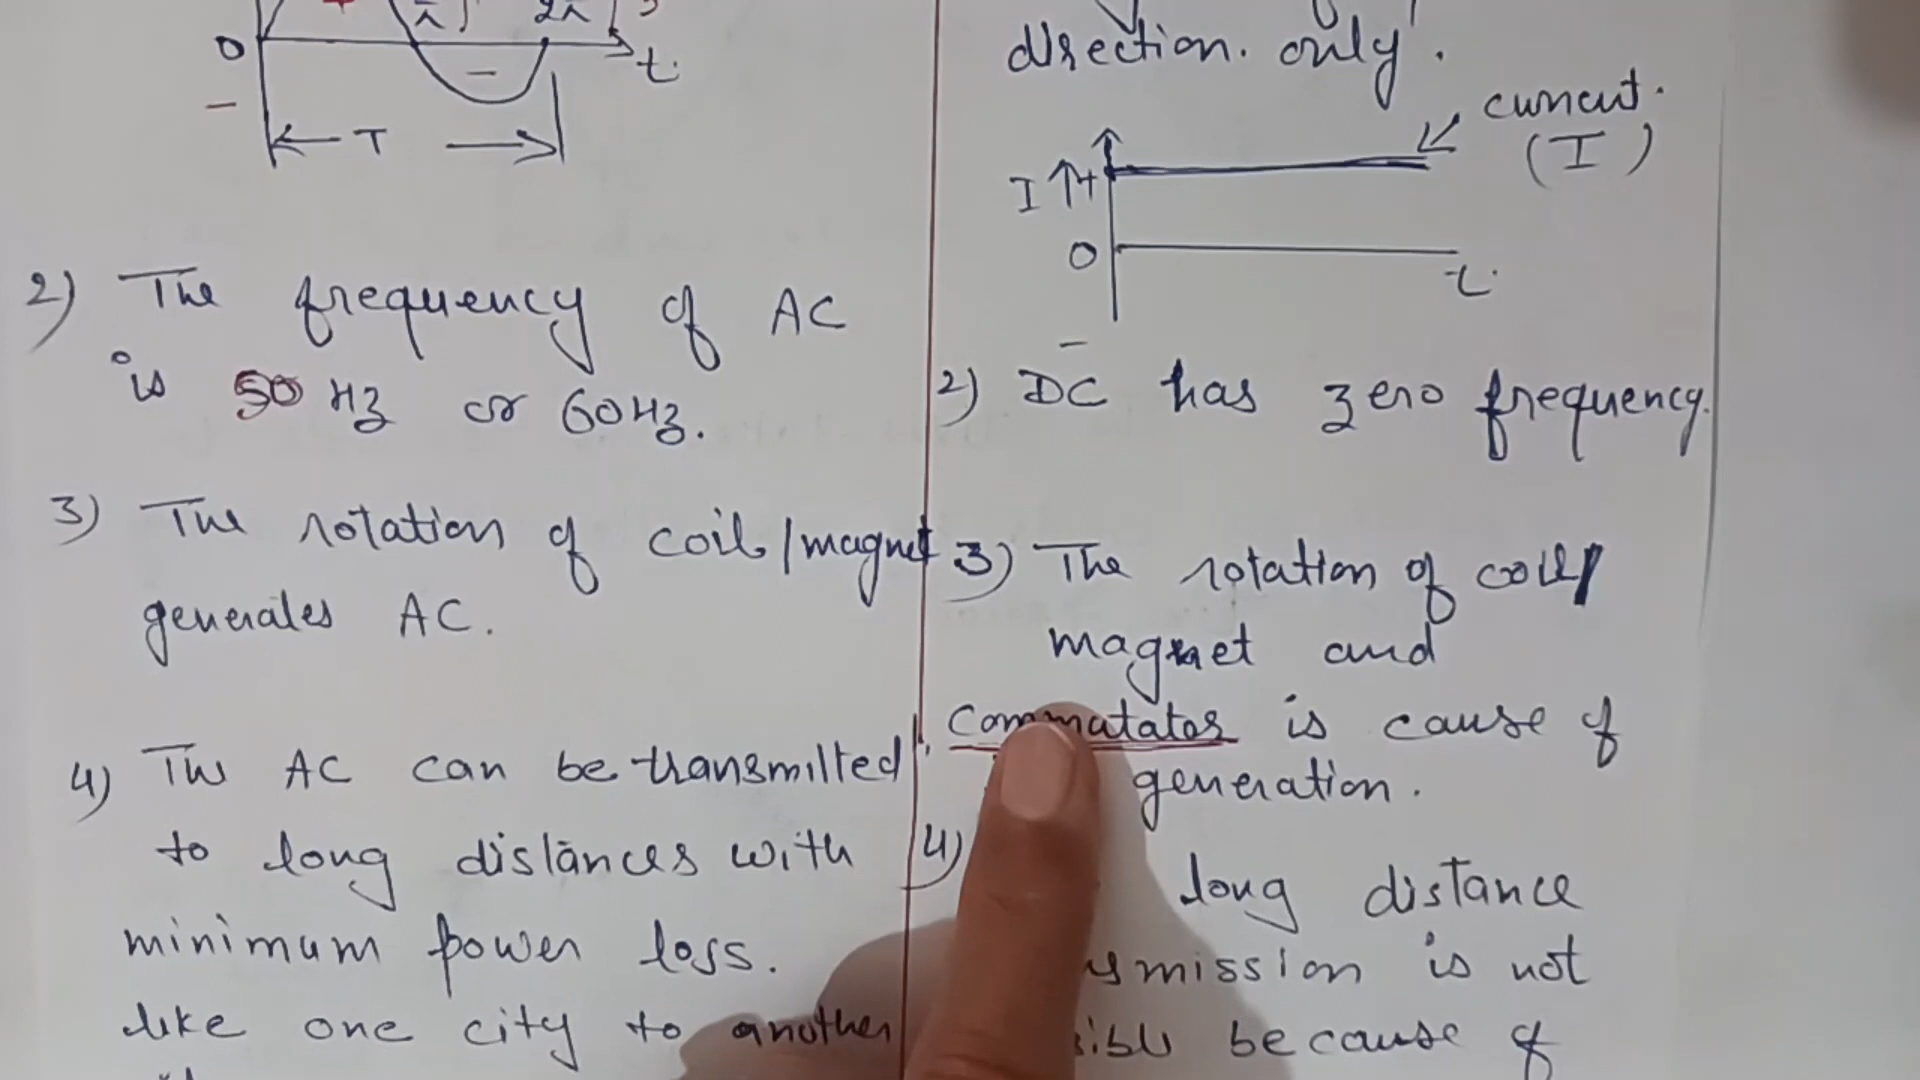 π 2π
0 t.
-
-
T
2) The frequency of AC
is 50 Hz or 60Hz.
3) The rotation of coil/magnet
generates AC.
4) The AC can be transmitted
to long distances with
minimum power loss.
like one city to another
direction. only.
current.
(I)
I +
0
t.
-
2) DC has zero frequency.
3) The rotation of coil/
magnet and
Commutator is cause of
generation.
4) long distance
is not
because of